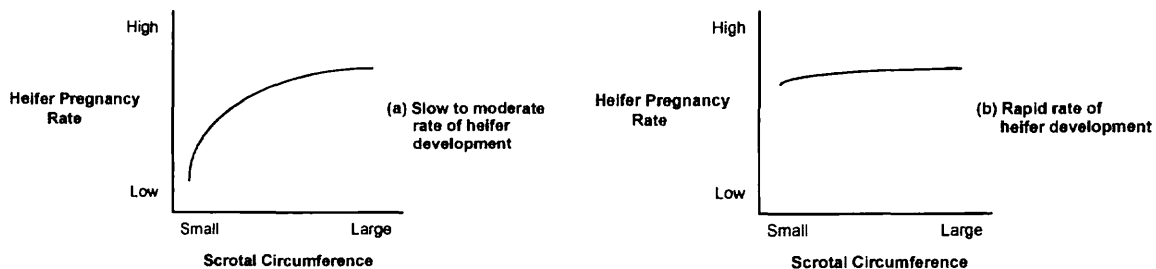 High
Heifer Pregnancy
Rate
(a) Slow to moderate
rate of heifer
development
Low
Small Large
Scrotal Circumference
High
Heifer Pregnancy
Rate
(b) Rapid rate of
heifer development
Low
Small Large
Scrotal Circumference